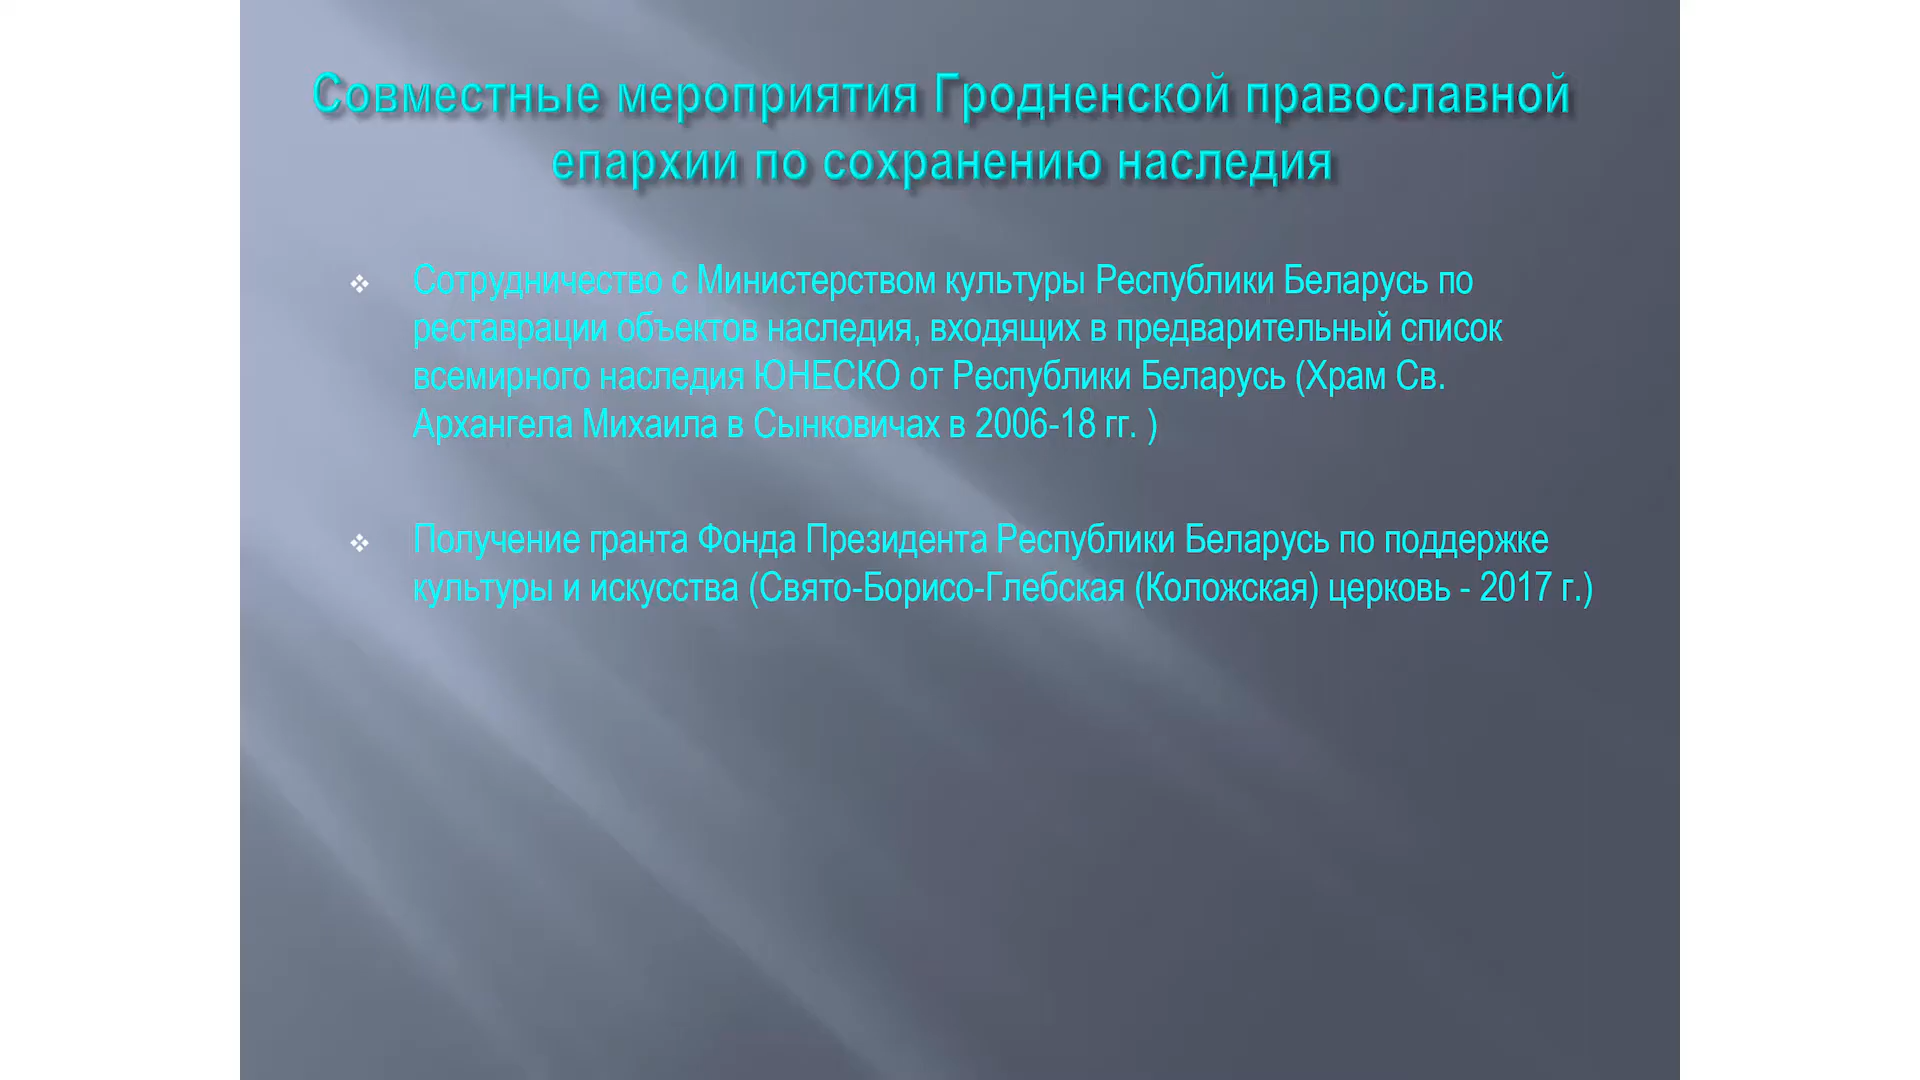 Совместные мероприятия Гродненской православной
епархии по сохранению наследия
Сотрудничество с Министерством культуры Республики Беларусь по
реставрации объектов наследия, входящих в предварительный список
всемирного наследия ЮНЕСКО от Республики Беларусь (Храм Св.
Архангела Михаила в Сынковичах в 2006-18 гг. )
Получение гранта Фонда Президента Республики Беларусь по поддержке
культуры и искусства (Свято-Борисо-Глебская (Коложская) церковь - 2017 г.)